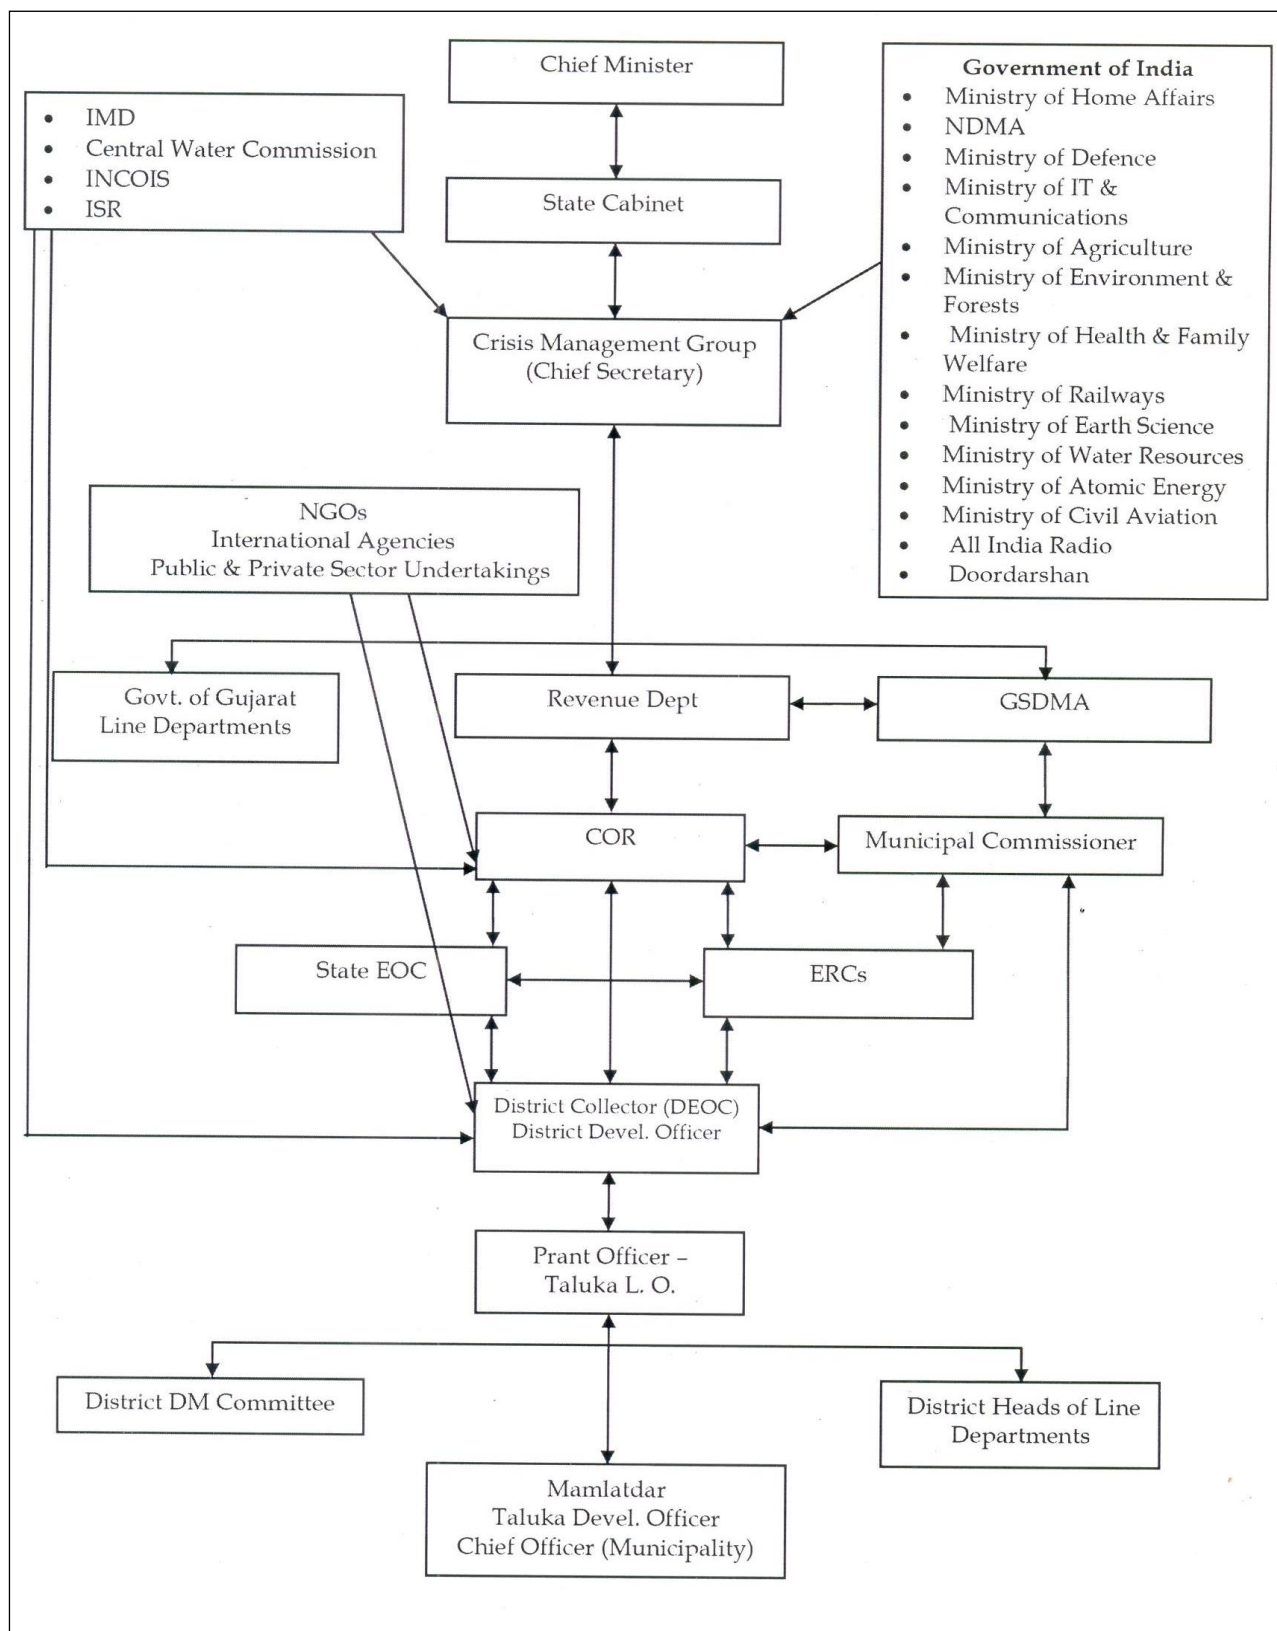 Chief Minister
• IMD
• Central Water Commission
• INCOIS
• ISR
State Cabinet
Government of India
• Ministry of Home Affairs
• NDMA
• Ministry of Defence
• Ministry of IT &
Communications
• Ministry of Agriculture
• Ministry of Environment &
Forests
• Ministry of Health & Family
Welfare
• Ministry of Railways
• Ministry of Earth Science
• Ministry of Water Resources
• Ministry of Atomic Energy
• Ministry of Civil Aviation
• All India Radio
• Doordarshan
Crisis Management Group
(Chief Secretary)
NGOs
International Agencies
Public & Private Sector Undertakings
Govt. of Gujarat
Line Departments
Revenue Dept
GSDMA
COR
Municipal Commissioner
State EOC
ERCs
District Collector (DEOC)
District Devel. Officer
Prant Officer –
Taluka L. O.
District DM Committee
District Heads of Line
Departments
Mamlatdar
Taluka Devel. Officer
Chief Officer (Municipality)